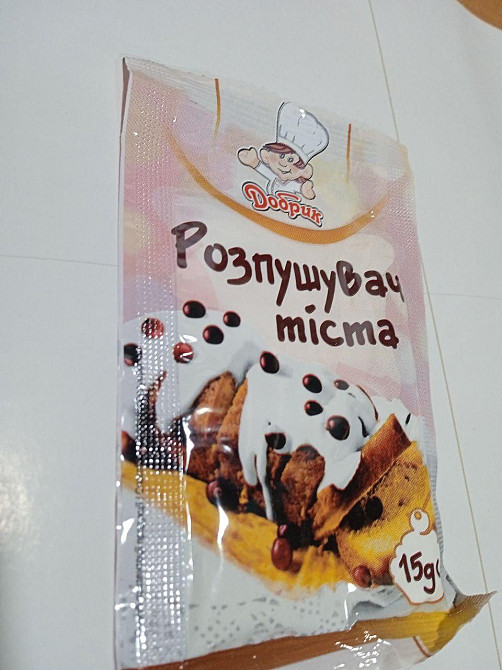 Добрик
Розпушувач
тіста
15g